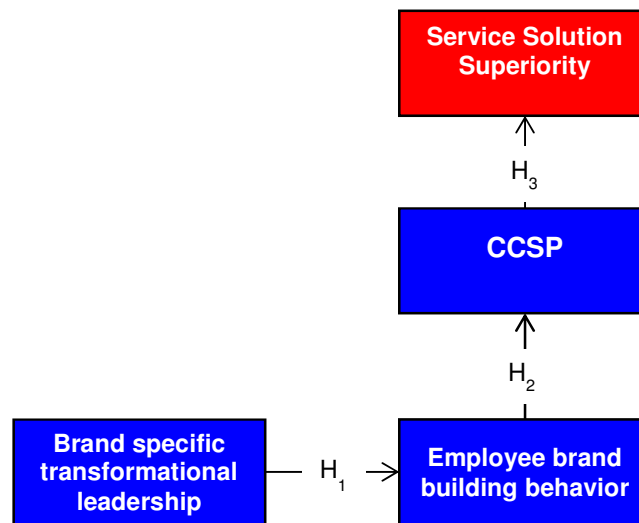 Service Solution
Superiority
H3
CCSP
H2
Brand specific
transformational
leadership
H1
Employee brand
building behavior